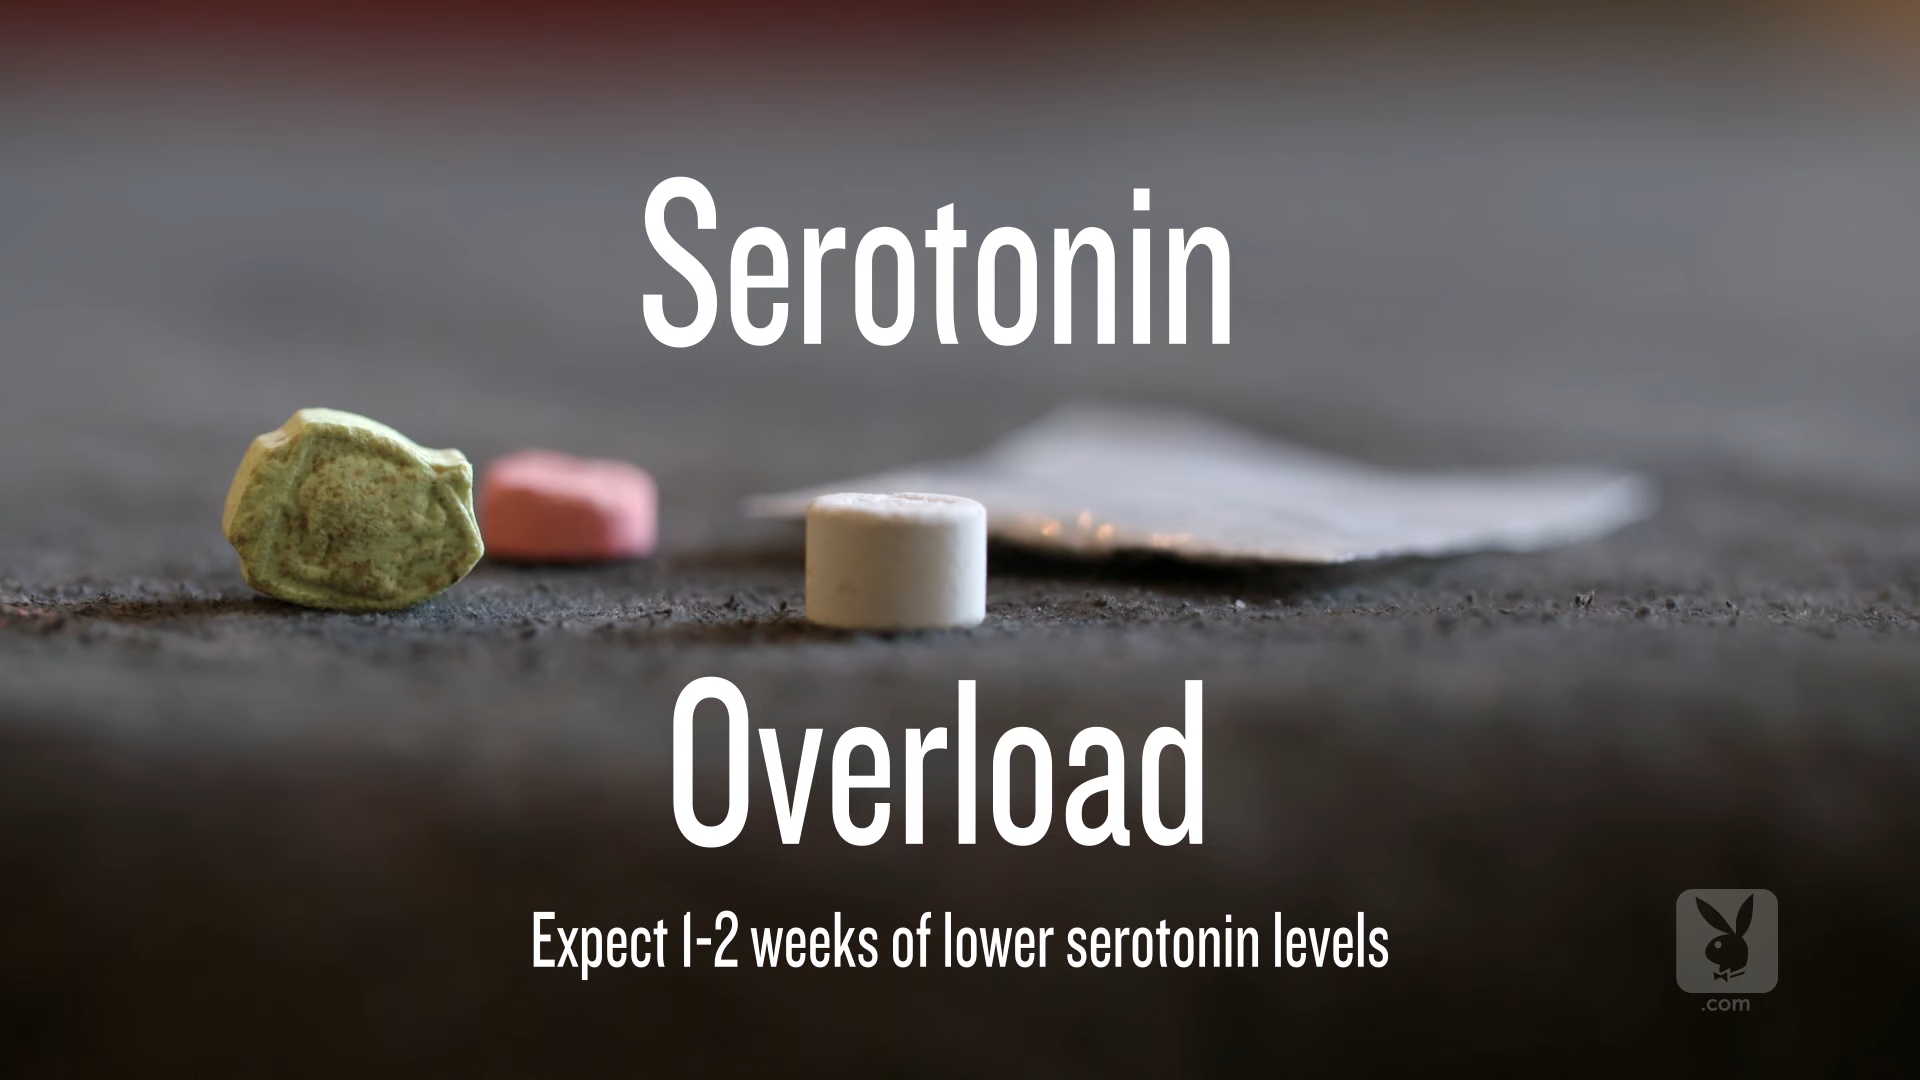 Serotonin
Overload
Expect 1-2 weeks of lower serotonin levels
.com